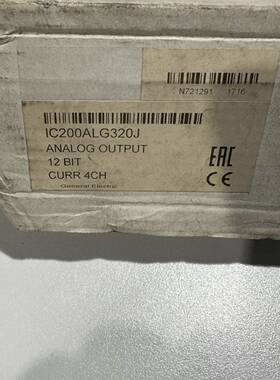 N721291 1716
IC200ALG320J
ANALOG OUTPUT
12 BIT
CURR 4CH
General Electric
EAC
CE